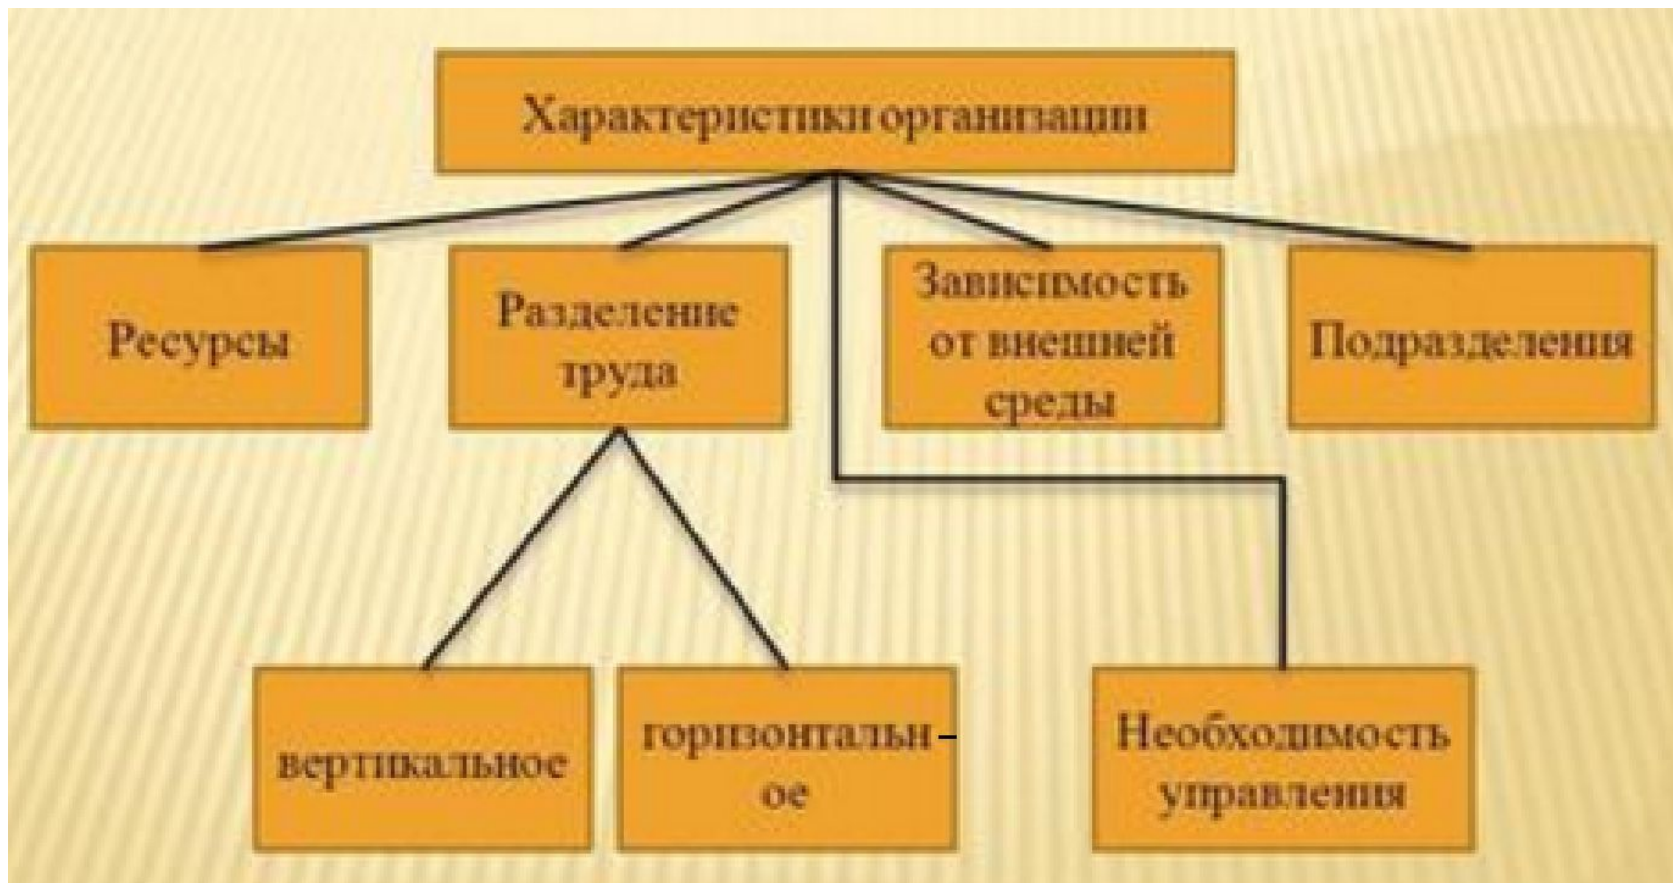 Характеристики организации
Ресурсы
Разделение
труда
Зависимость
от внешней
среды
Подразделения
вертикальное
горизонтальн-
ое
Необходимость
управления